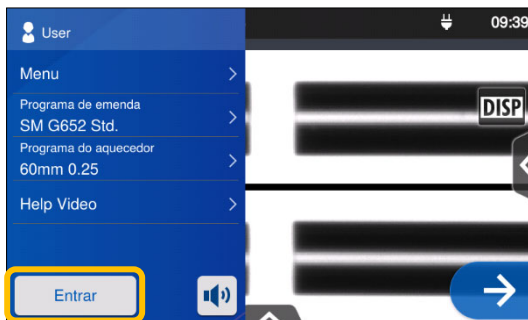 User
09:39
Menu
Programa de emenda
SM G652 Std.
DISP
Programa do aquecedor
60mm 0.25
Help Video
Entrar